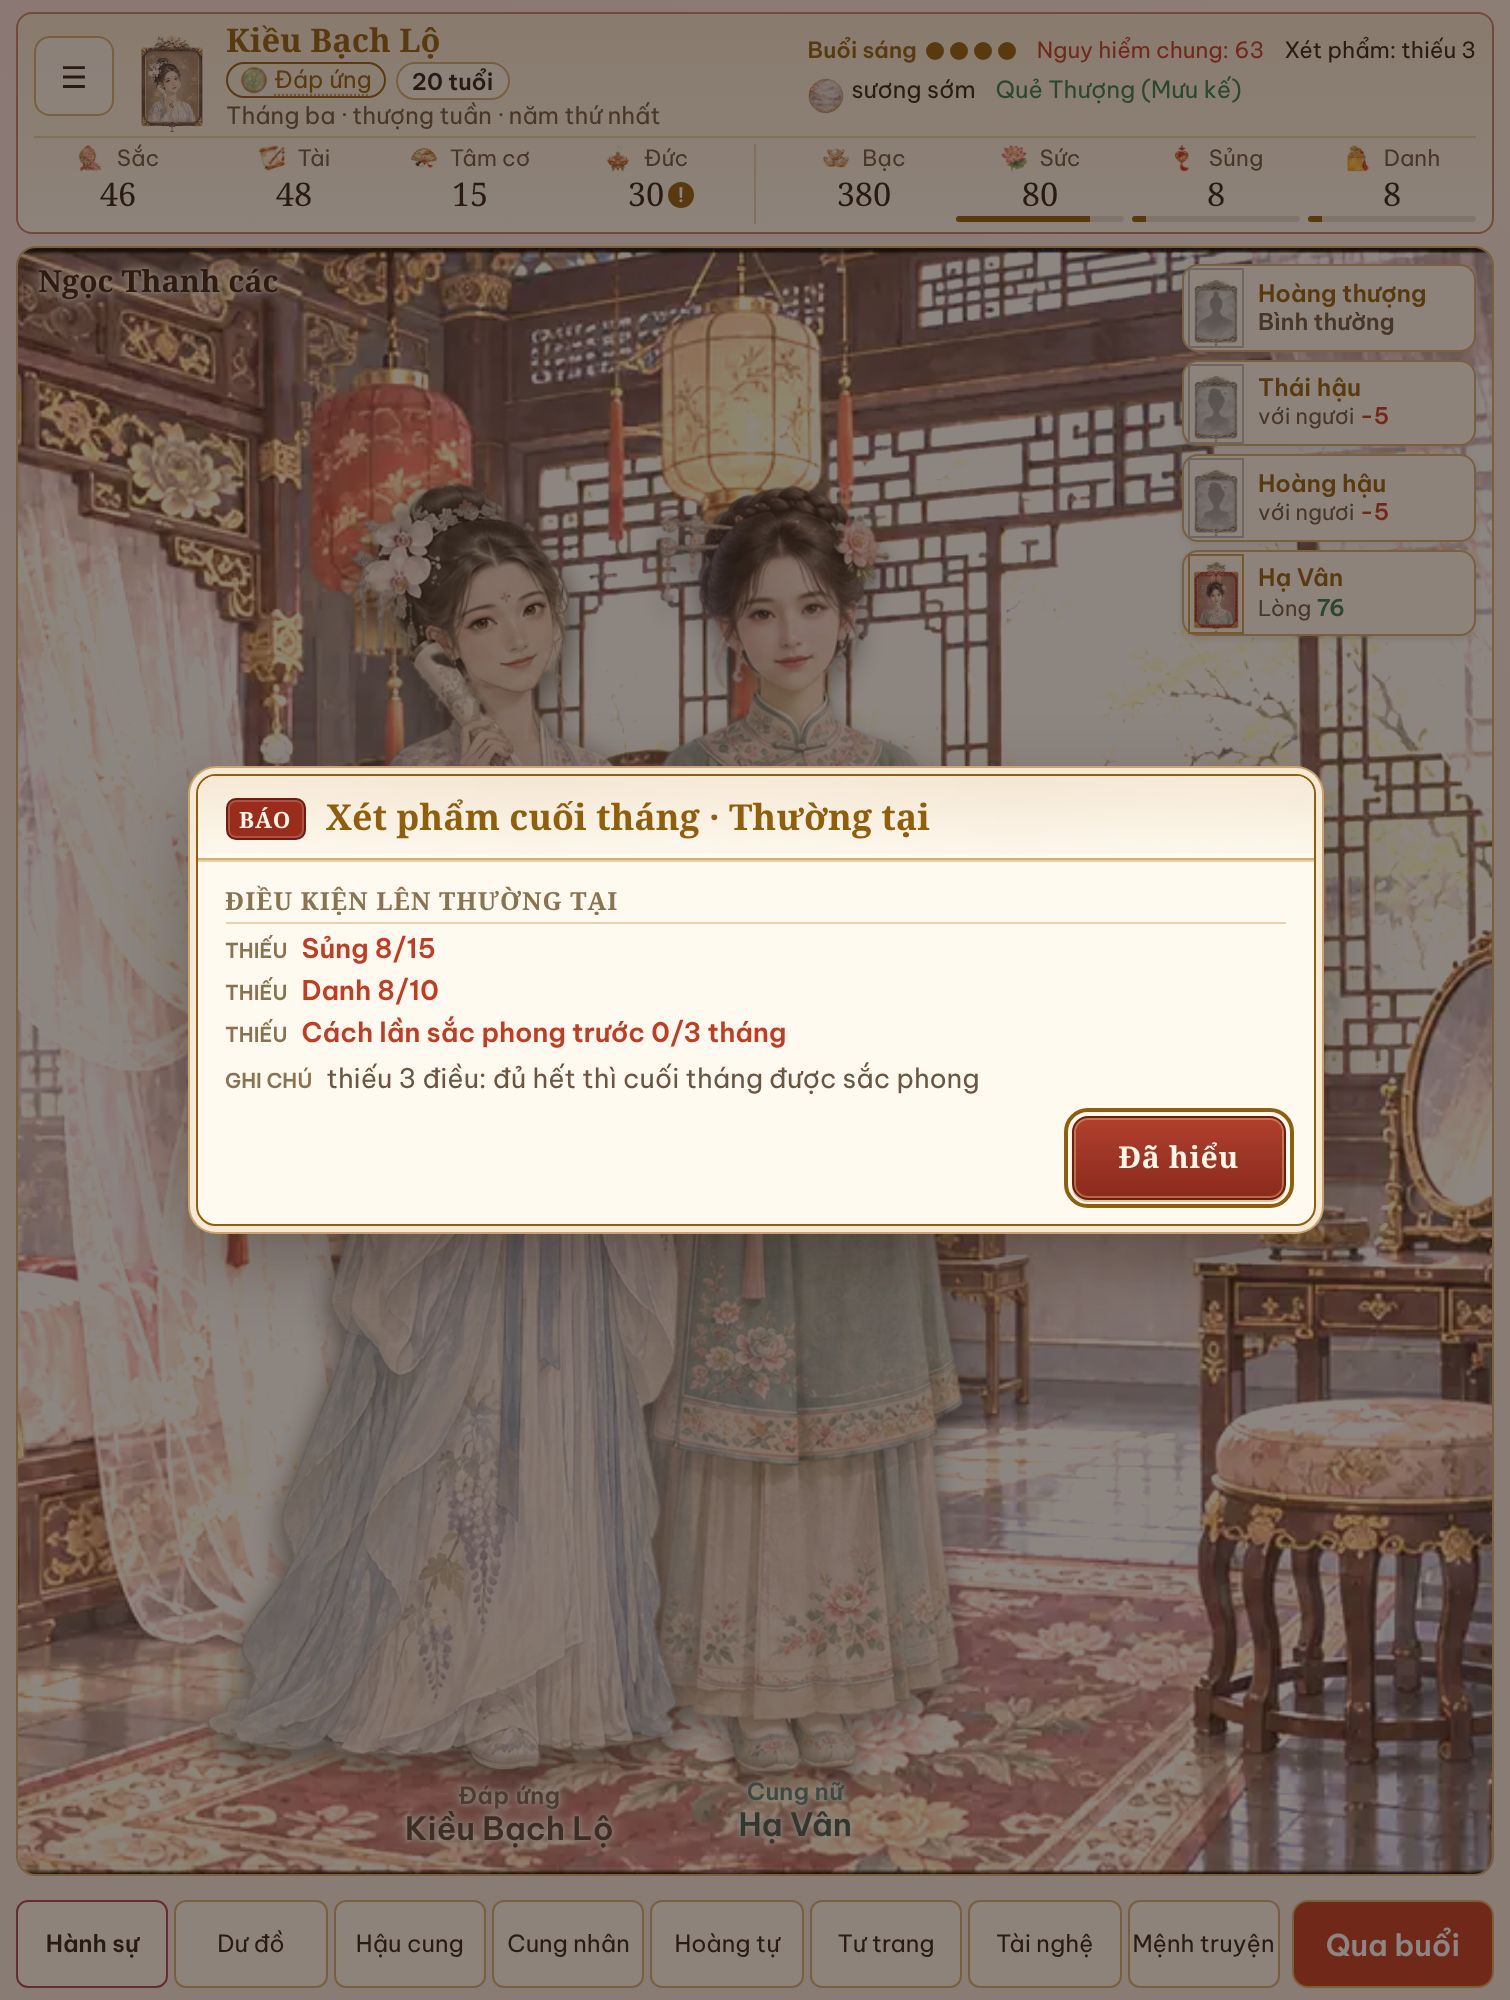 ☰
Kiều Bạch Lộ
Đáp ứng
20 tuổi
Tháng ba · thượng tuần · năm thứ nhất
Buổi sáng
Nguy hiểm chung: 63
Xét phẩm: thiếu 3
sương sớm
Quẻ Thượng (Mưu kế)
Sắc
46
Tài
48
Tâm cơ
15
Đức
30 !
Bạc
380
Sức
80
Sủng
8
Danh
8
Ngọc Thanh các
Hoàng thượng
Bình thường
Thái hậu
với ngươi -5
Hoàng hậu
với ngươi -5
Hạ Vân
Lòng 76
BÁO Xét phẩm cuối tháng · Thường tại
ĐIỀU KIỆN LÊN THƯỜNG TẠI
THIẾU Sủng 8/15
THIẾU Danh 8/10
THIẾU Cách lần sắc phong trước 0/3 tháng
GHI CHÚ thiếu 3 điều: đủ hết thì cuối tháng được sắc phong
Đã hiểu
Đáp ứng
Kiều Bạch Lộ
Cung nữ
Hạ Vân
Hành sự
Dư đồ
Hậu cung
Cung nhân
Hoàng tự
Tư trang
Tài nghệ
Mệnh truyện
Qua buổi